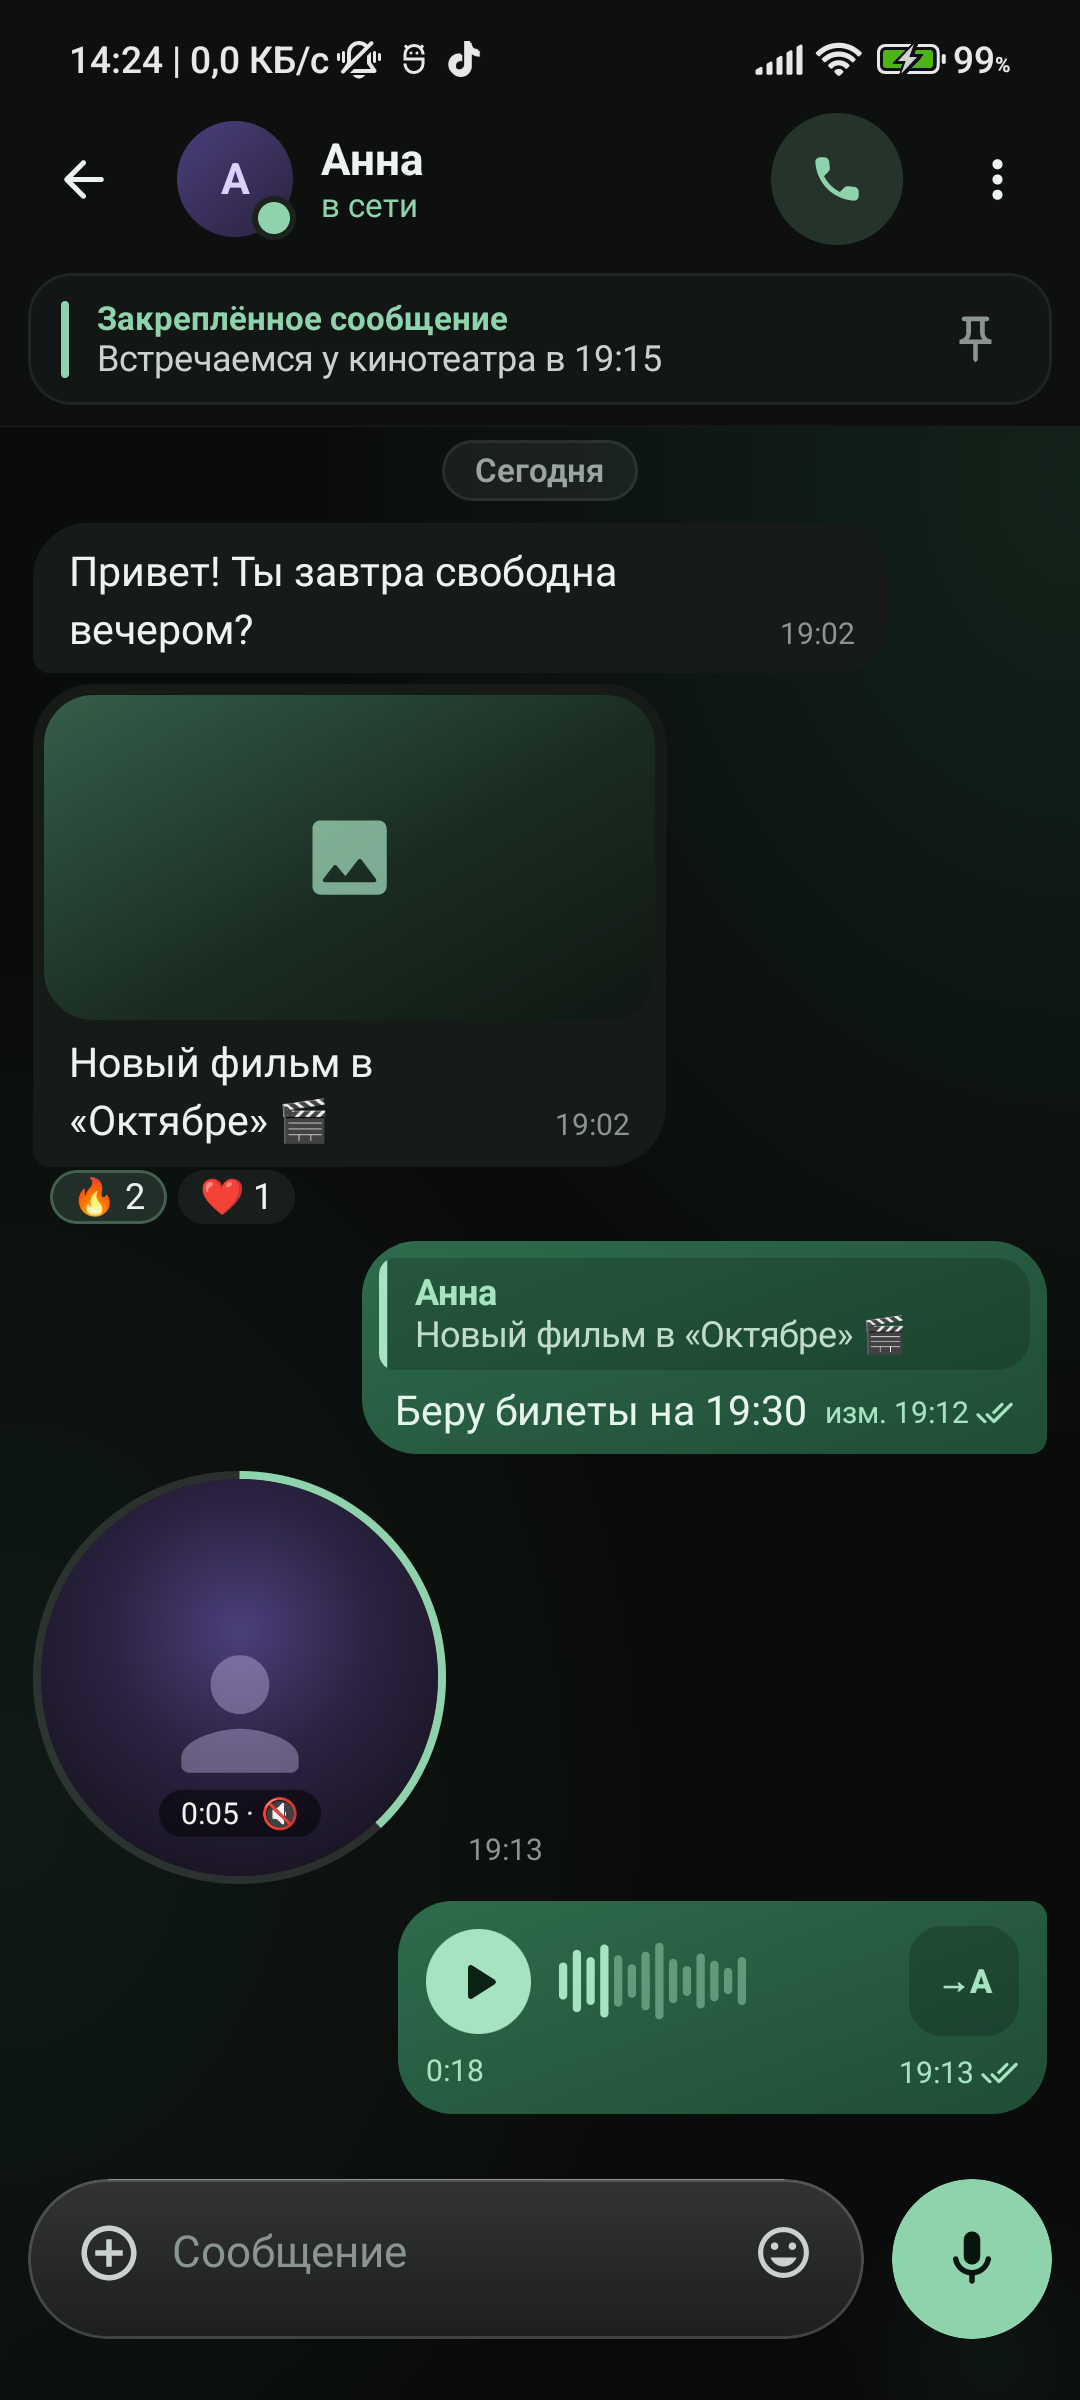 14:24 | 0,0 КБ/с
99%
А
Анна
в сети
Закреплённое сообщение
Встречаемся у кинотеатра в 19:15
Сегодня
Привет! Ты завтра свободна
вечером?
19:02
Новый фильм в
«Октябре» 🎬
19:02
🔥 2
❤️ 1
Анна
Новый фильм в «Октябре» 🎬
Беру билеты на 19:30 изм. 19:12
0:05 · 🔇
19:13
→A
0:18
19:13
Сообщение